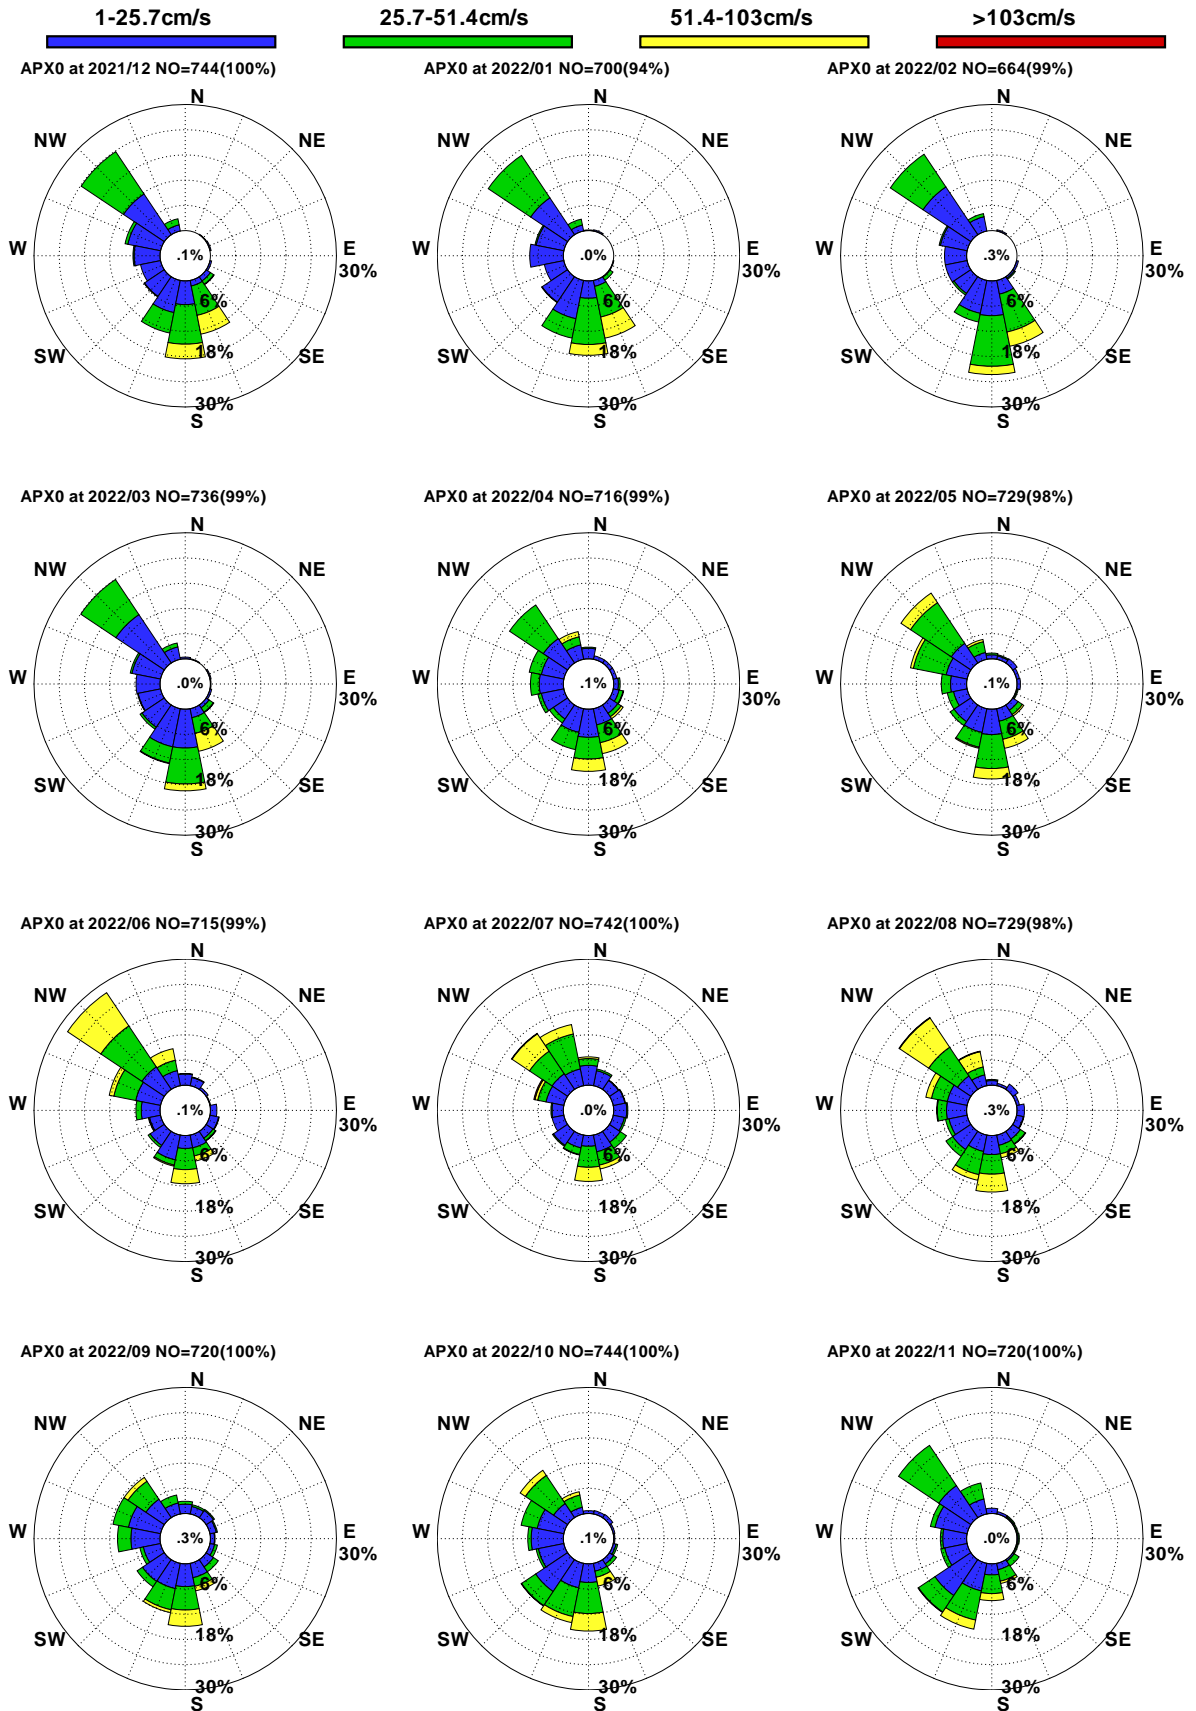 1-25.7cm/s 25.7-51.4cm/s 51.4-103cm/s >103cm/s
APX0 at 2021/12 NO=744(100%) APX0 at 2022/01 NO=700(94%) APX0 at 2022/02 NO=664(99%)
N N N
NW NE NW NE NW NE
W .1% E W .0% E W .3% E
30% 30% 30%
6% 6% 6%
SW 18% SE SW 18% SE SW 18% SE
30% 30% 30%
S S S
APX0 at 2022/03 NO=736(99%) APX0 at 2022/04 NO=716(99%) APX0 at 2022/05 NO=729(98%)
N N N
NW NE NW NE NW NE
W .0% E W .1% E W .1% E
30% 30% 30%
6% 6% 6%
SW 18% SE SW 18% SE SW 18% SE
30% 30% 30%
S S S
APX0 at 2022/06 NO=715(99%) APX0 at 2022/07 NO=742(100%) APX0 at 2022/08 NO=729(98%)
N N N
NW NE NW NE NW NE
W .1% E W .0% E W .3% E
30% 30% 30%
6% 6% 6%
SW 18% SE SW 18% SE SW 18% SE
30% 30% 30%
S S S
APX0 at 2022/09 NO=720(100%) APX0 at 2022/10 NO=744(100%) APX0 at 2022/11 NO=720(100%)
N N N
NW NE NW NE NW NE
W .3% E W .1% E W .0% E
30% 30% 30%
6% 6% 6%
SW 18% SE SW 18% SE SW 18% SE
30% 30% 30%
S S S